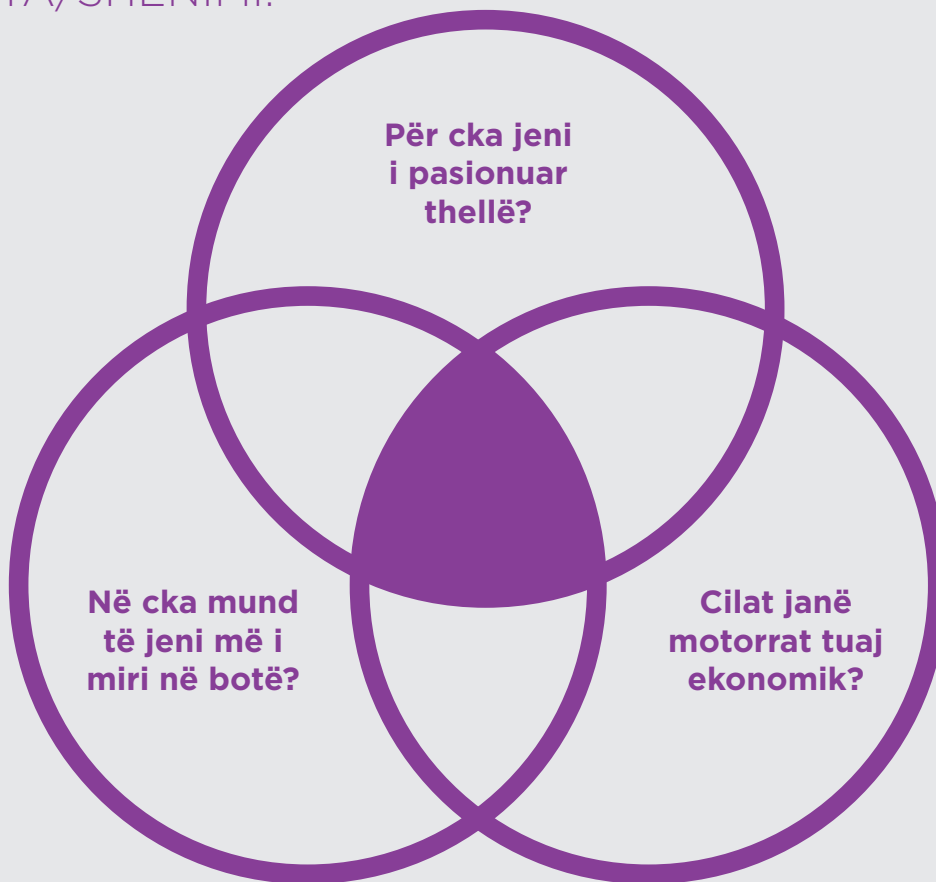 Për cka jeni
i pasionuar
thellë?
Në cka mund
të jeni më i
miri në botë?
Cilat janë
motorrat tuaj
ekonomik?